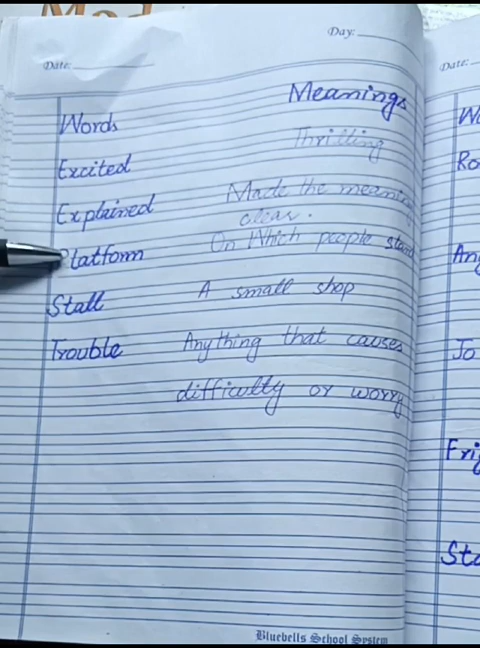 Day:
Date:
Date:
Words Meanings
Excited Thrilling
Explained Made the meaning
clear.
Platform On Which people stand
Stall A small shop
Trouble Anything that causes
difficulty or worry
Bluebells School System